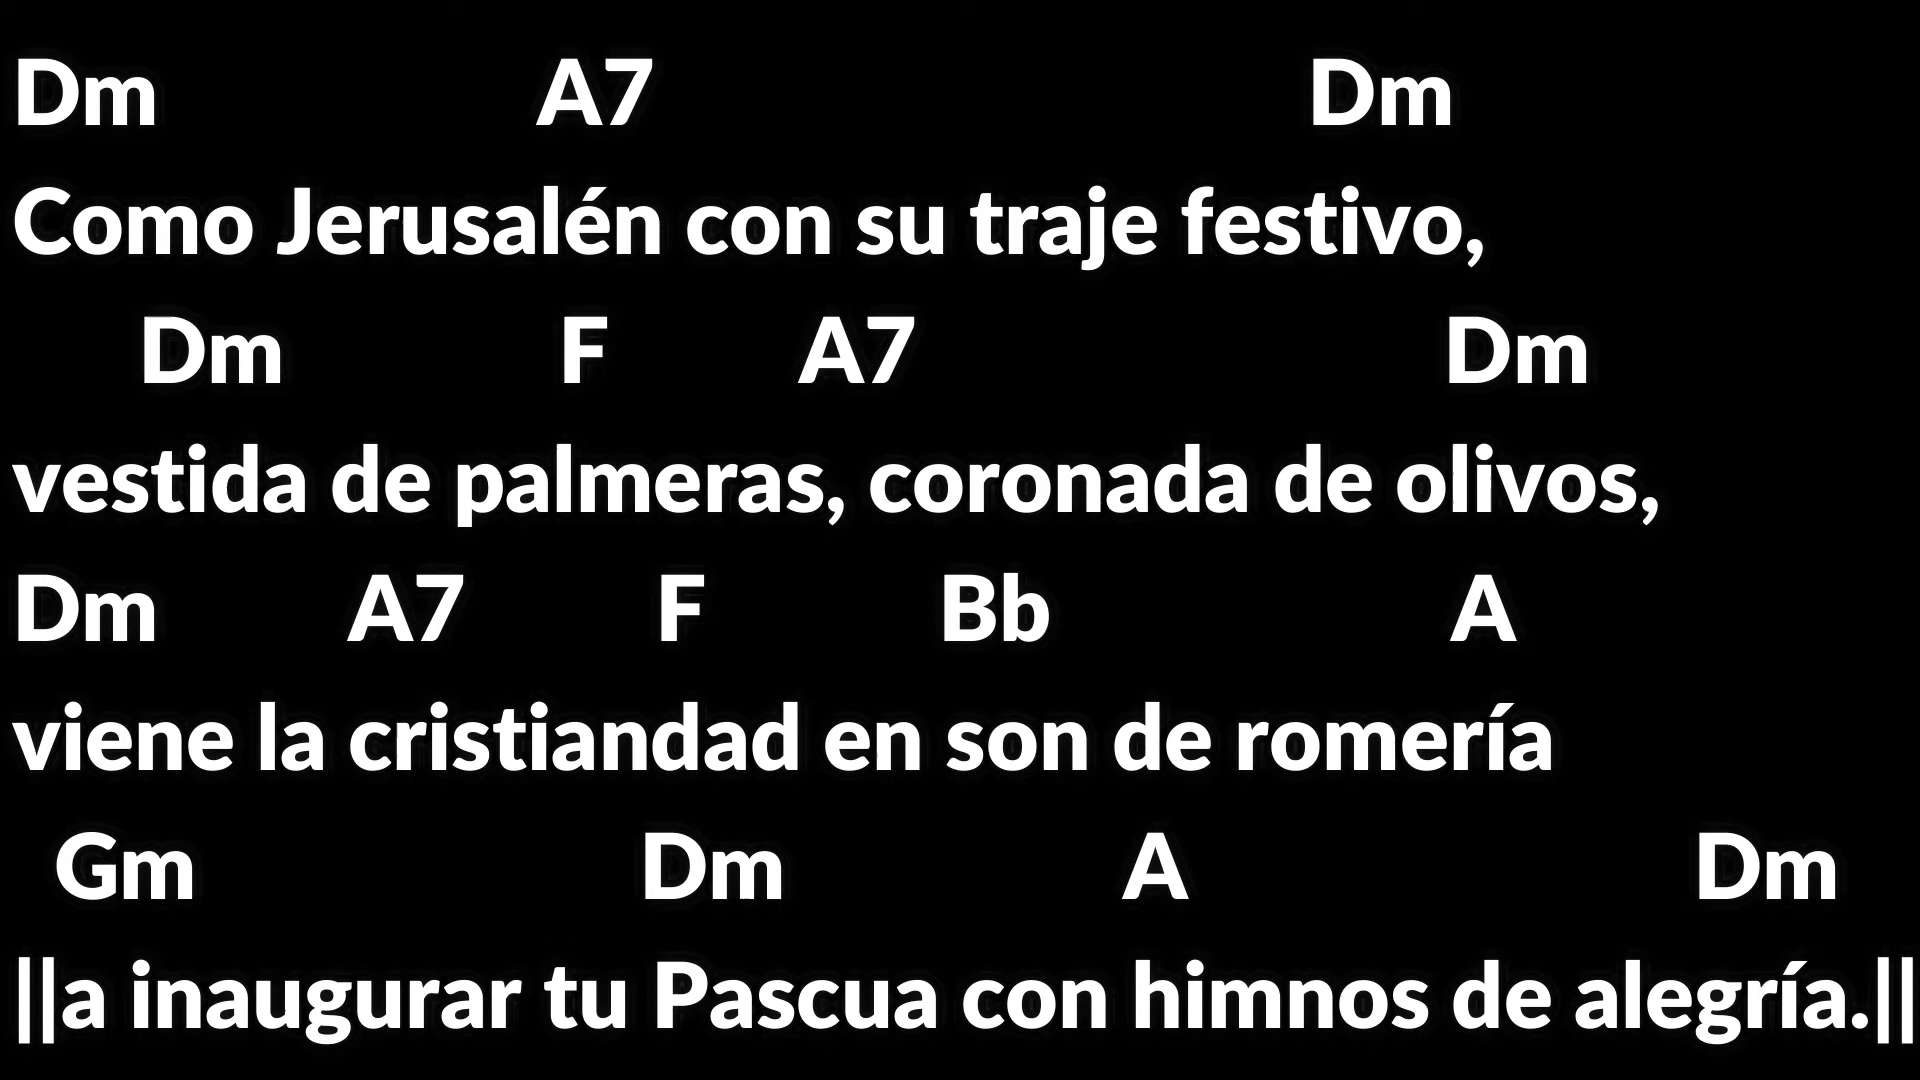 Dm A7 Dm
Como Jerusalén con su traje festivo,
Dm F A7 Dm
vestida de palmeras, coronada de olivos,
Dm A7 F Bb A
viene la cristiandad en son de romería
Gm Dm A Dm
||a inaugurar tu Pascua con himnos de alegría.||